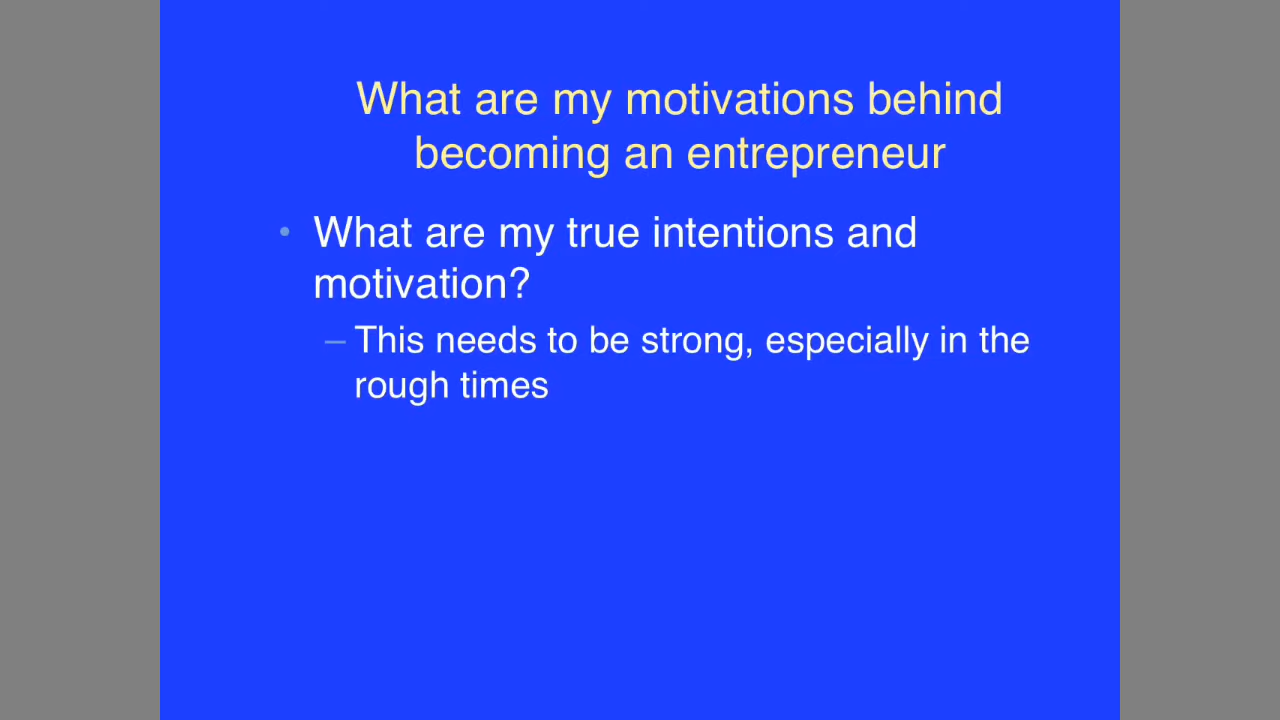 What are my motivations behind
becoming an entrepreneur
• What are my true intentions and
motivation?
– This needs to be strong, especially in the
rough times